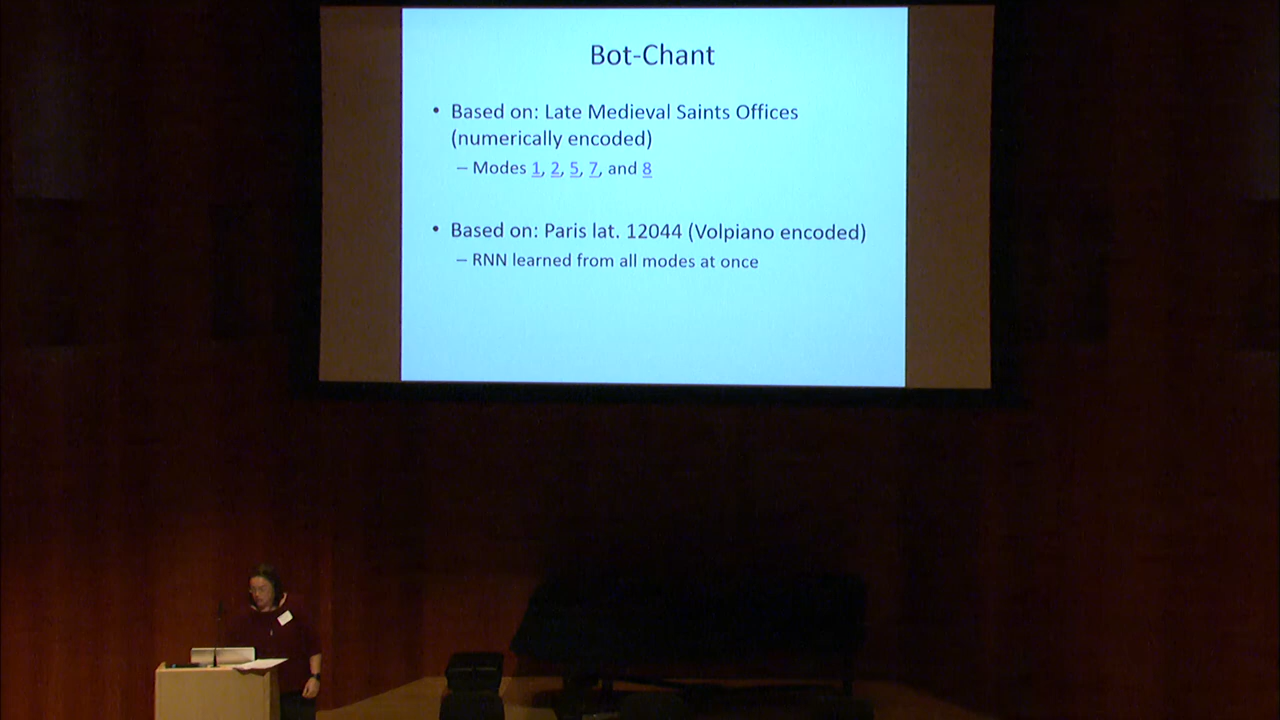 Bot-Chant
• Based on: Late Medieval Saints Offices
(numerically encoded)
– Modes 1, 2, 5, 7, and 8
• Based on: Paris lat. 12044 (Volpiano encoded)
– RNN learned from all modes at once